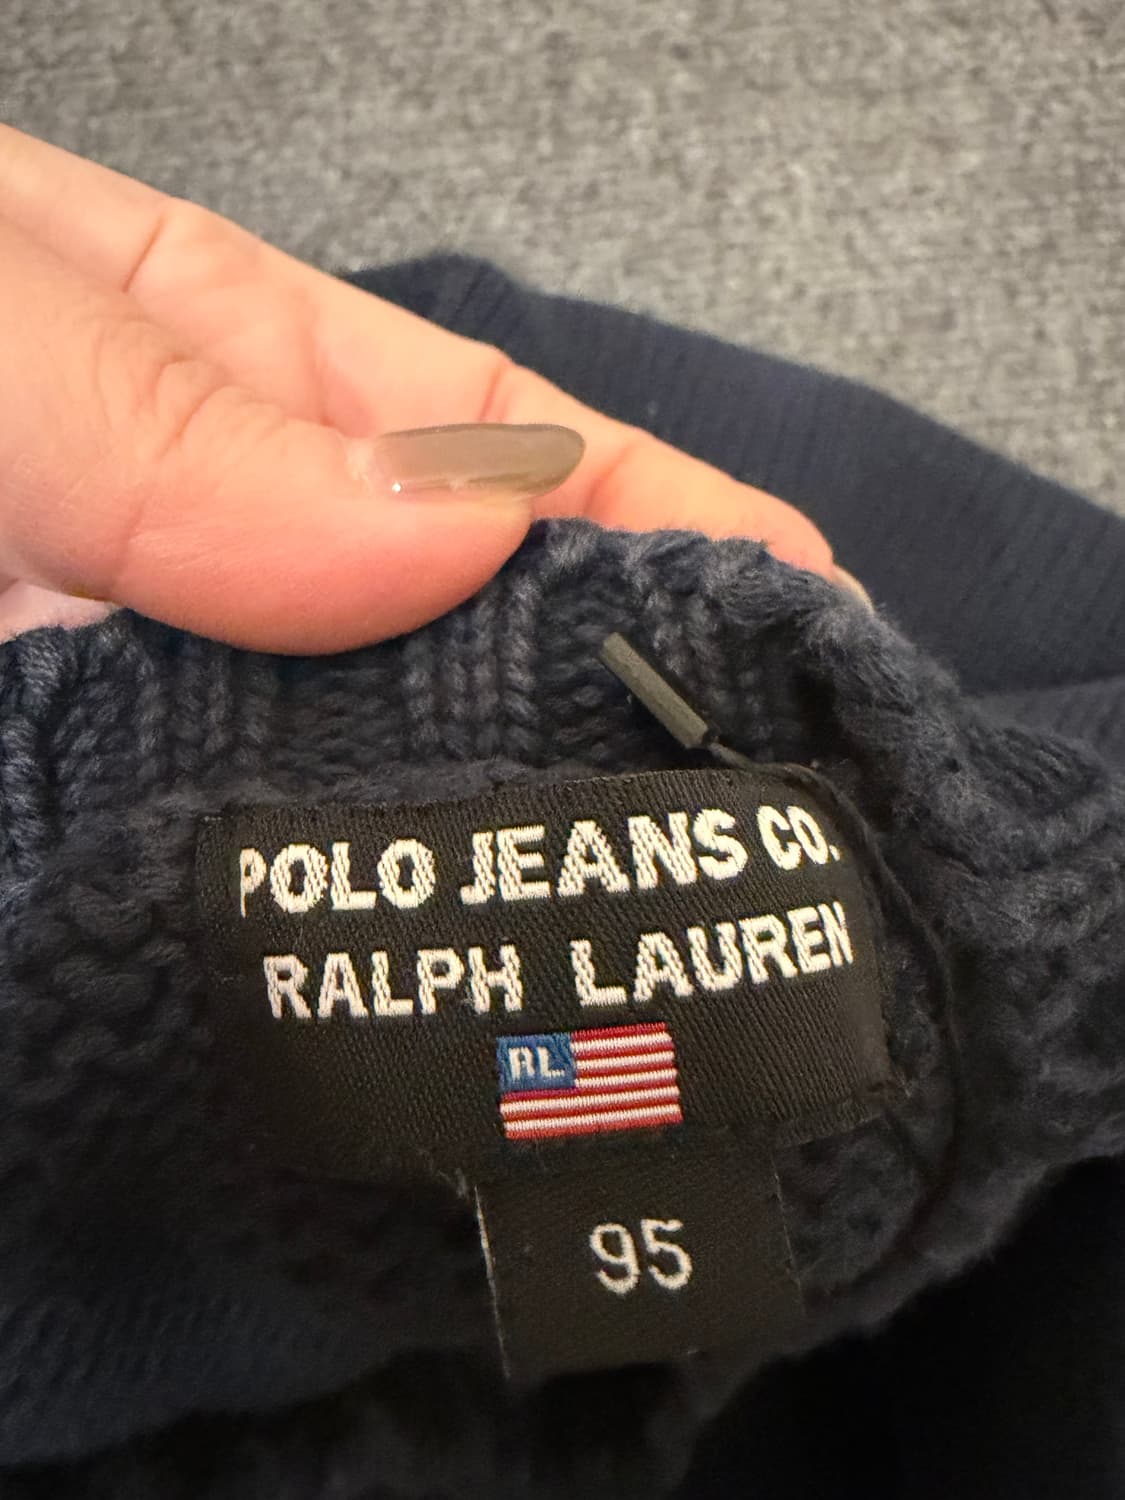 POLO JEANS CO.
RALPH LAUREN
RL
95